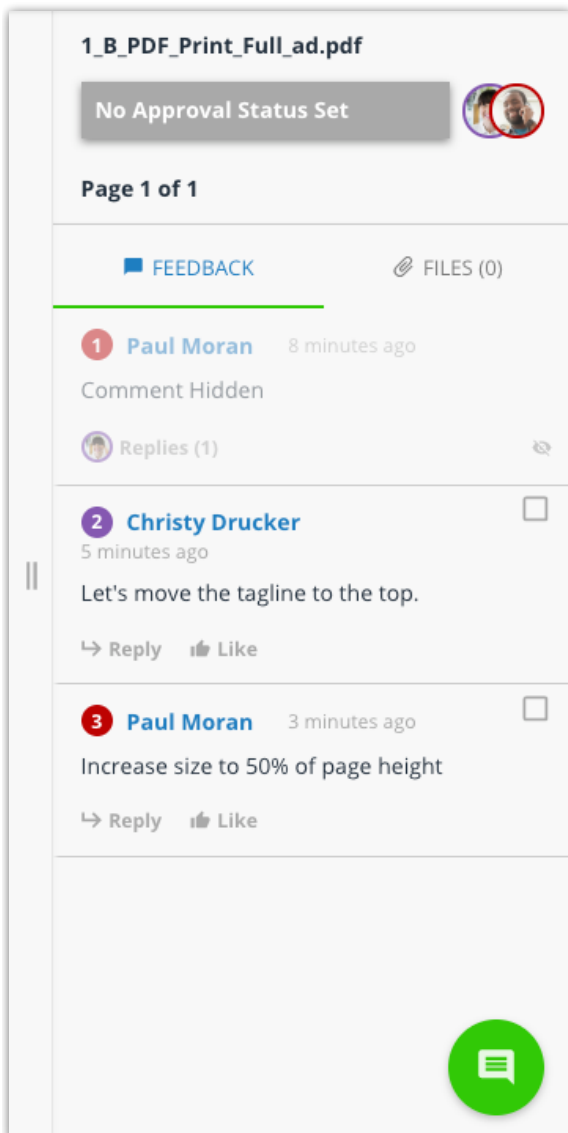 1_B_PDF_Print_Full_ad.pdf
No Approval Status Set
Page 1 of 1
FEEDBACK FILES (0)
1 Paul Moran 8 minutes ago
Comment Hidden
Replies (1)
2 Christy Drucker
5 minutes ago
Let's move the tagline to the top.
Reply Like
3 Paul Moran 3 minutes ago
Increase size to 50% of page height
Reply Like